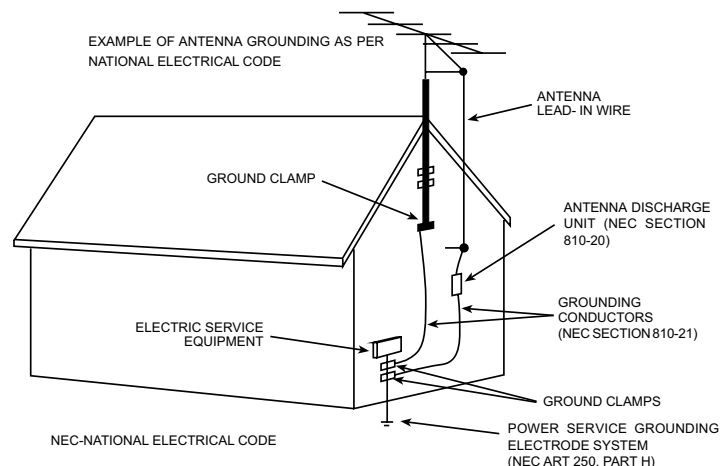 EXAMPLE OF ANTENNA GROUNDING AS PER
NATIONAL ELECTRICAL CODE
ANTENNA
LEAD- IN WIRE
GROUND CLAMP
ANTENNA DISCHARGE
UNIT (NEC SECTION
810-20)
GROUNDING
CONDUCTORS
(NEC SECTION 810-21)
ELECTRIC SERVICE
EQUIPMENT
GROUND CLAMPS
POWER SERVICE GROUNDING
ELECTRODE SYSTEM
(NEC ART 250, PART H)
NEC-NATIONAL ELECTRICAL CODE